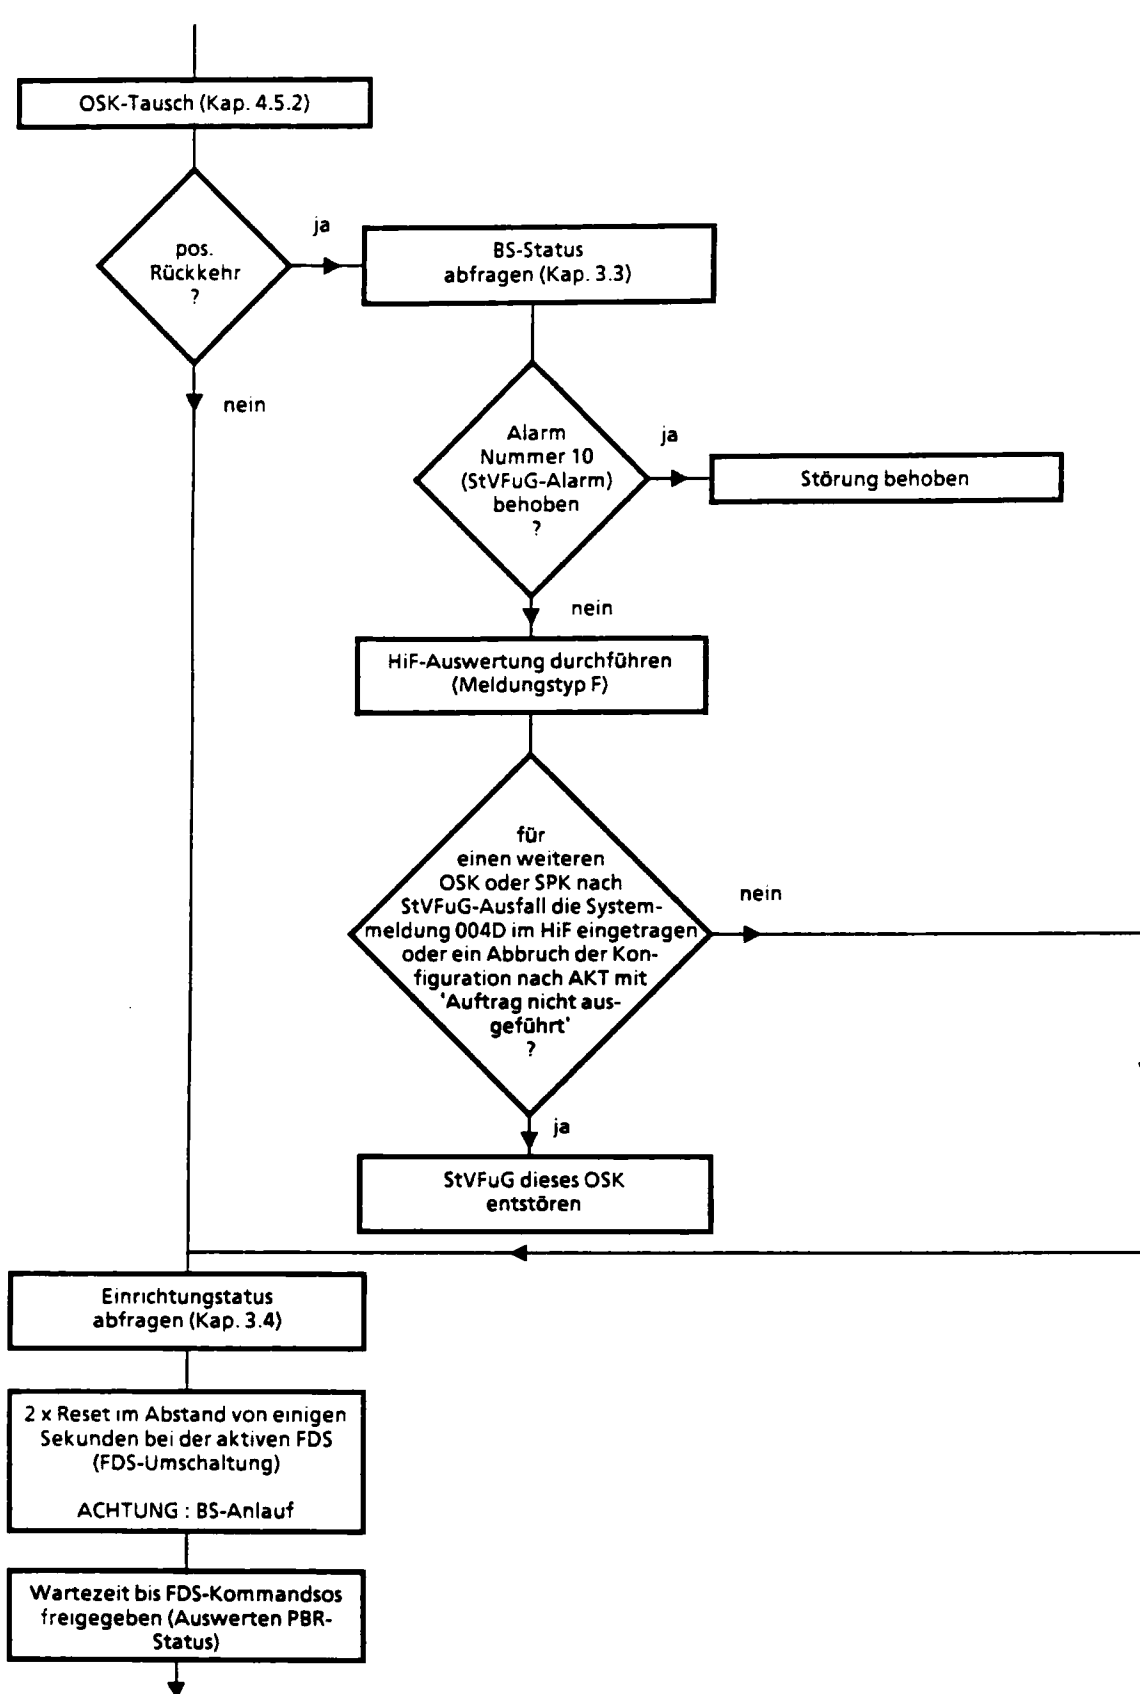 OSK-Tausch (Kap. 4.5.2)
pos.
Rückkehr
?
ja
BS-Status
abfragen (Kap. 3.3)
nein
Alarm
Nummer 10
(StVFuG-Alarm)
behoben
?
ja
Störung behoben
nein
HiF-Auswertung durchführen
(Meldungstyp F)
für
einen weiteren
OSK oder SPK nach
StVFuG-Ausfall die System-
meldung 004D im HiF eingetragen
oder ein Abbruch der Kon-
figuration nach AKT mit
'Auftrag nicht aus-
geführt'
?
nein
ja
StVFuG dieses OSK
entstören
Einrichtungstatus
abfragen (Kap. 3.4)
2 x Reset im Abstand von einigen
Sekunden bei der aktiven FDS
(FDS-Umschaltung)
ACHTUNG : BS-Anlauf
Wartezeit bis FDS-Kommandsos
freigegeben (Auswerten PBR-
Status)